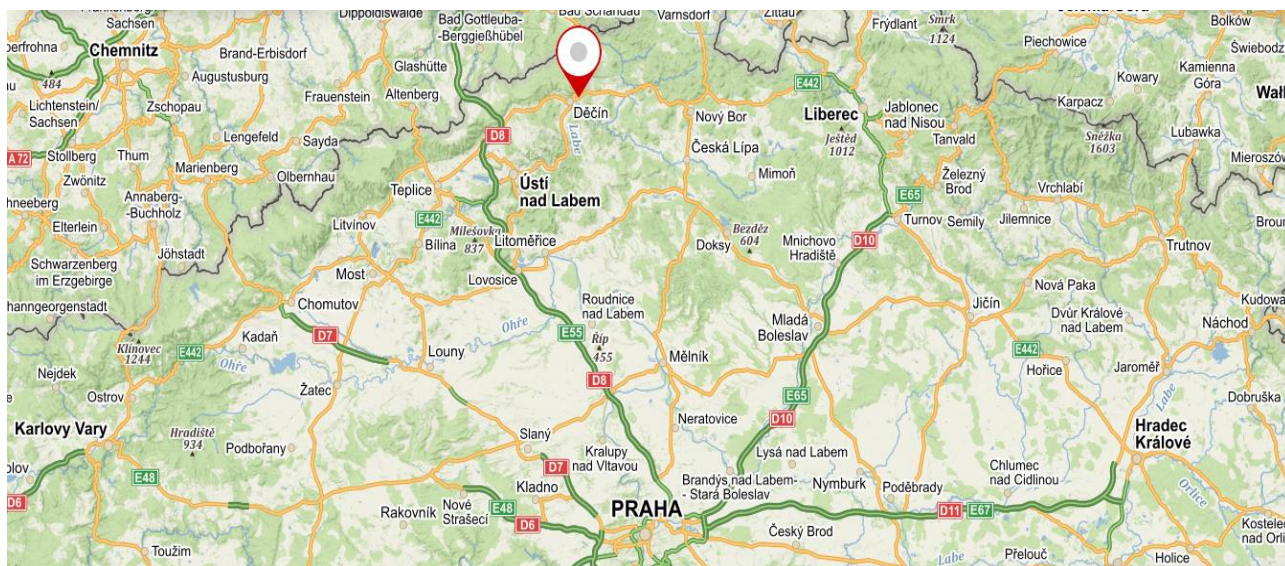 Sachsen
Dippoldiswalde
Bad Gottleuba-
-Berggießhübel
Bad Schandau
Varnsdorf
Zittau
Frýdlant
Smrk
1124
Bolków
Chemnitz
Brand-Erbisdorf
Glashütte
Piechowice
Świebodz
484
Augustusburg
Kamienna
Góra
Kowary
Lichtenstein/
Sachsen
Zschopau
Frauenstein
Altenberg
Děčín
E442
Liberec
Jablonec
nad Nisou
Karpacz
Wał
D8
Labe
Nový Bor
Ještěd
1012
Tanvald
Sněžka
1603
Lubawka
Lengefeld
Sayda
A 72
Stollberg
Thum
Marienberg
Olbernhau
Česká Lípa
Mieroszów
Zwönitz
Teplice
Ústí
nad Labem
Mimoň
Železný
Brod
Vrchlabí
Annaberg-
-Buchholz
Litvínov
E442
E65
Elterlein
Bílina
Milešovka
837
Litoměřice
Doksy
Bezděz
604
Mnichovo
Hradiště
D10
Turnov
Semily
Jilemnice
Trutnov
Jöhstadt
Schwarzenberg
im Erzgebirge
Most
Lovosice
Nová Paka
Chomutov
Roudnice
nad Labem
Jičín
Dvůr Králové
nad Labem
Náchod
Kadaň
D7
Ohře
E55
Říp
455
Mladá
Boleslav
Klínovec
1244
E442
Ohře
Louny
Mělník
E442
Hořice
Jaroměř
Nejdek
Ostrov
Žatec
D8
E65
Dobruška
Karlovy Vary
Hradiště
934
Podbořany
Slaný
Neratovice
D10
Labe
Hradec
Králové
Kralupy
nad Vltavou
Lysá nad Labem
D7
Brandýs nad Labem-
- Stará Boleslav
Nymburk
Poděbrady
Chlumec
nad Cidlinou
E48
Kladno
D6
Rakovník
Nové
Strašecí
E48
D6
PRAHA
D11
E67
Orlice
Český Brod
Toužim
Labe
Přelouč
Holice